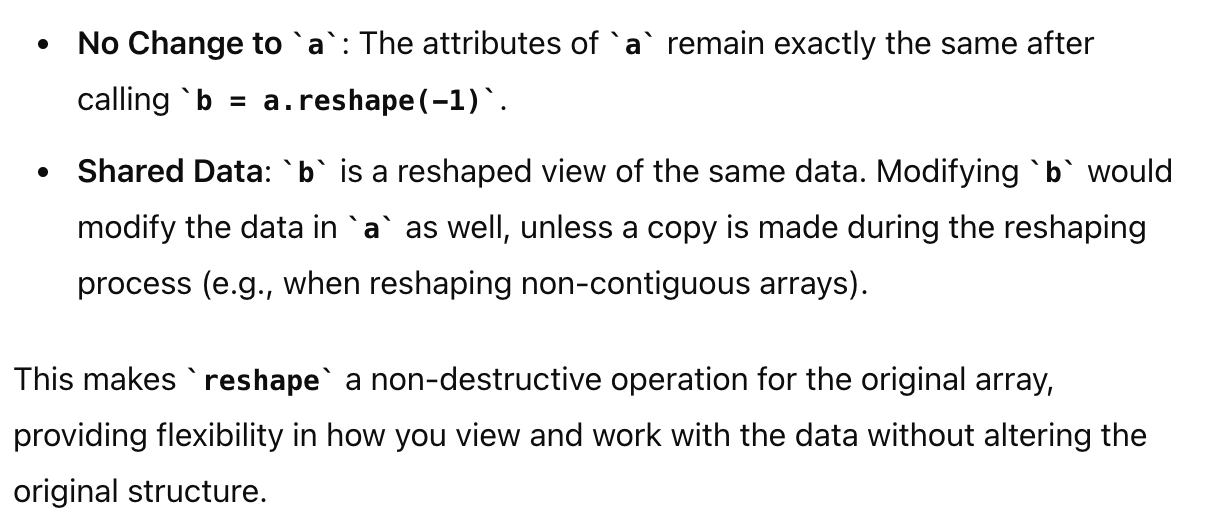 • No Change to `a`: The attributes of `a` remain exactly the same after
calling `b = a.reshape(-1)`.
• Shared Data: `b` is a reshaped view of the same data. Modifying `b` would
modify the data in `a` as well, unless a copy is made during the reshaping
process (e.g., when reshaping non-contiguous arrays).
This makes `reshape` a non-destructive operation for the original array,
providing flexibility in how you view and work with the data without altering the
original structure.